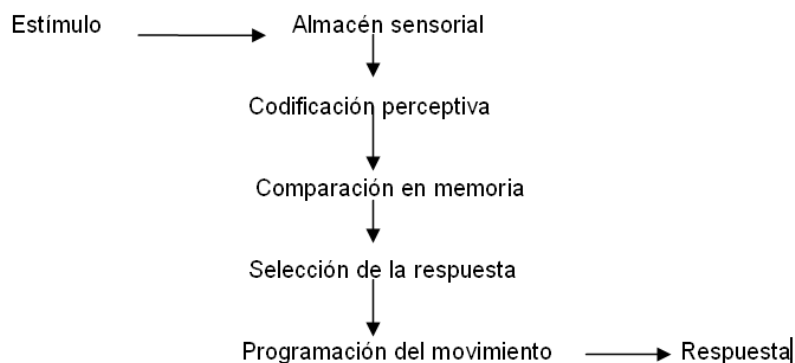 Estímulo Almacén sensorial
Codificación perceptiva
Comparación en memoria
Selección de la respuesta
Programación del movimiento Respuesta